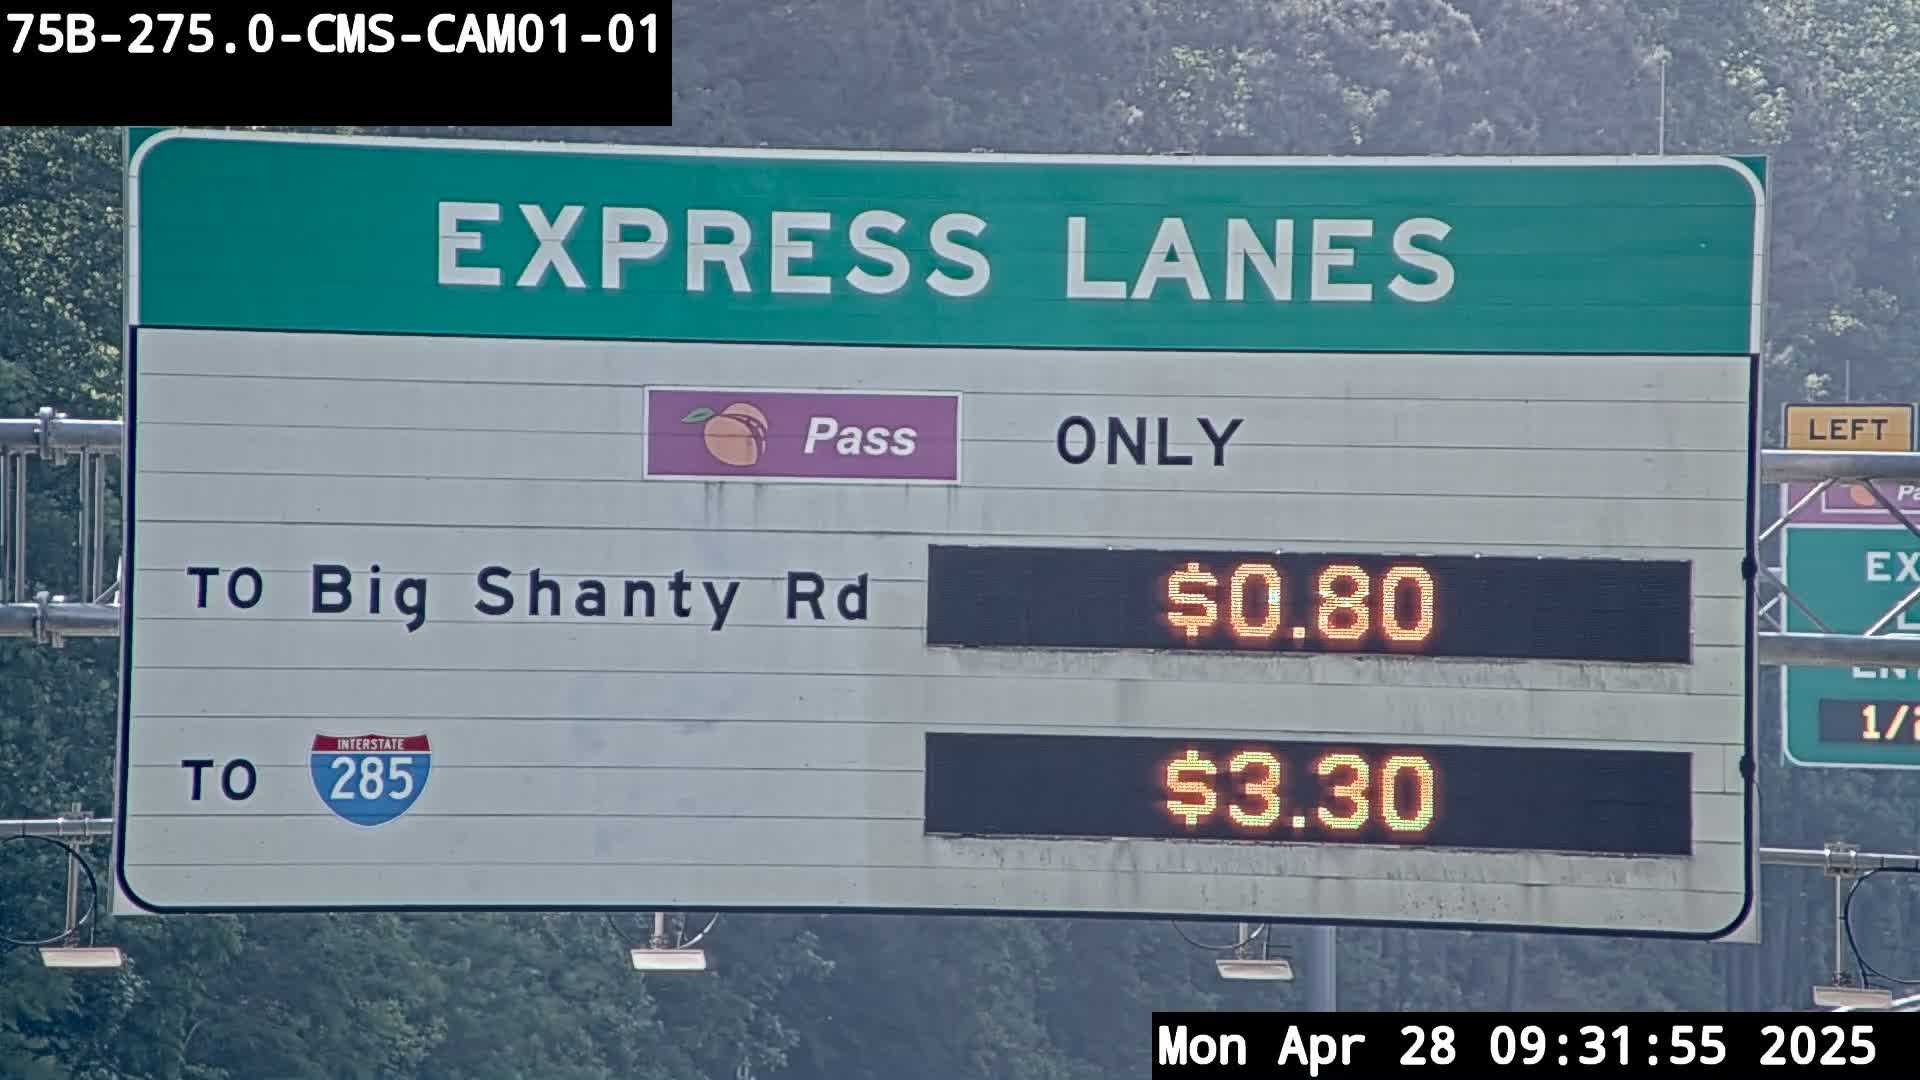 75B-275.0-CMS-CAM01-01
EXPRESS LANES
Pass ONLY
TO Big Shanty Rd $0.80
TO INTERSTATE 285 $3.30
LEFT
Mon Apr 28 09:31:55 2025